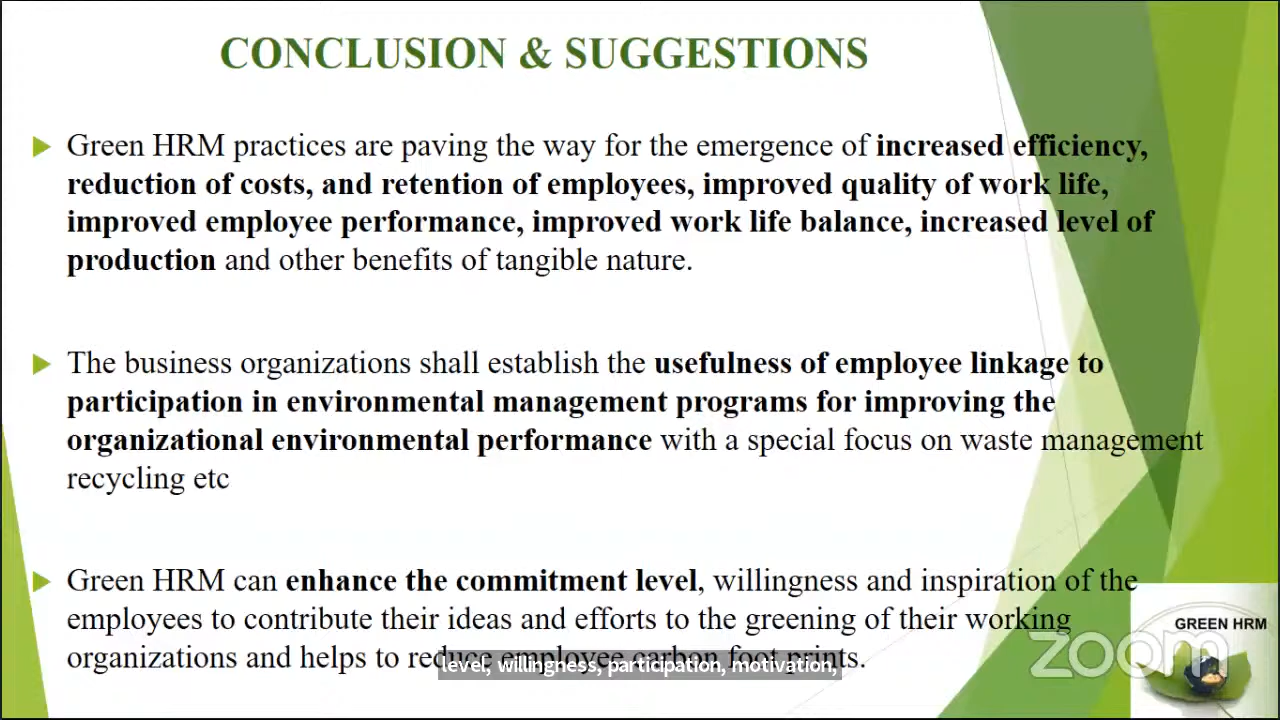 CONCLUSION & SUGGESTIONS
Green HRM practices are paving the way for the emergence of increased efficiency,
reduction of costs, and retention of employees, improved quality of work life,
improved employee performance, improved work life balance, increased level of
production and other benefits of tangible nature.
The business organizations shall establish the usefulness of employee linkage to
participation in environmental management programs for improving the
organizational environmental performance with a special focus on waste management
recycling etc
Green HRM can enhance the commitment level, willingness and inspiration of the
employees to contribute their ideas and efforts to the greening of their working
organizations and helps to reduce employee carbon foot prints.
level, willingness, participation, motivation,
GREEN HRM
zoom